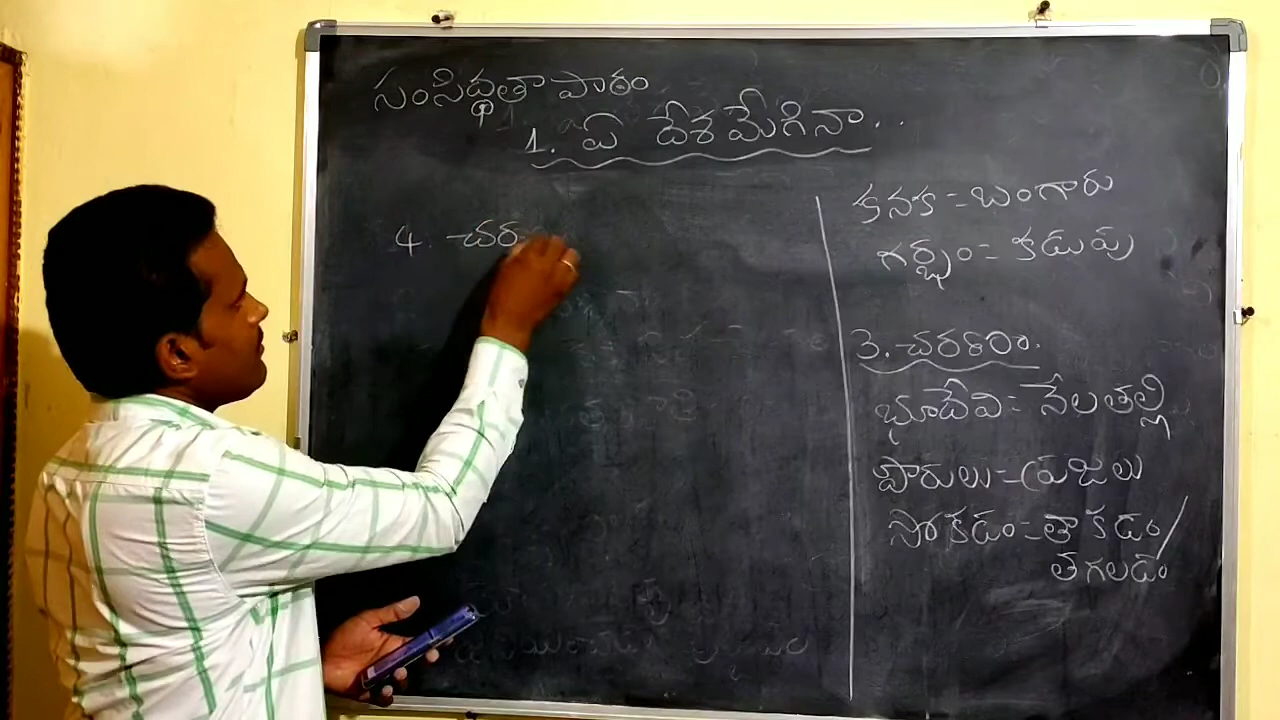 సంసిద్ధతా పాఠం
1. ఏ దేశమేగినా...
4. చర
కనక = బంగారు
గర్భం = కడుపు
3. చరణం.
భూదేవి = నేలతల్లి
పౌరులు = ప్రజలు
సోకడం = తాకడం/
తగలడం